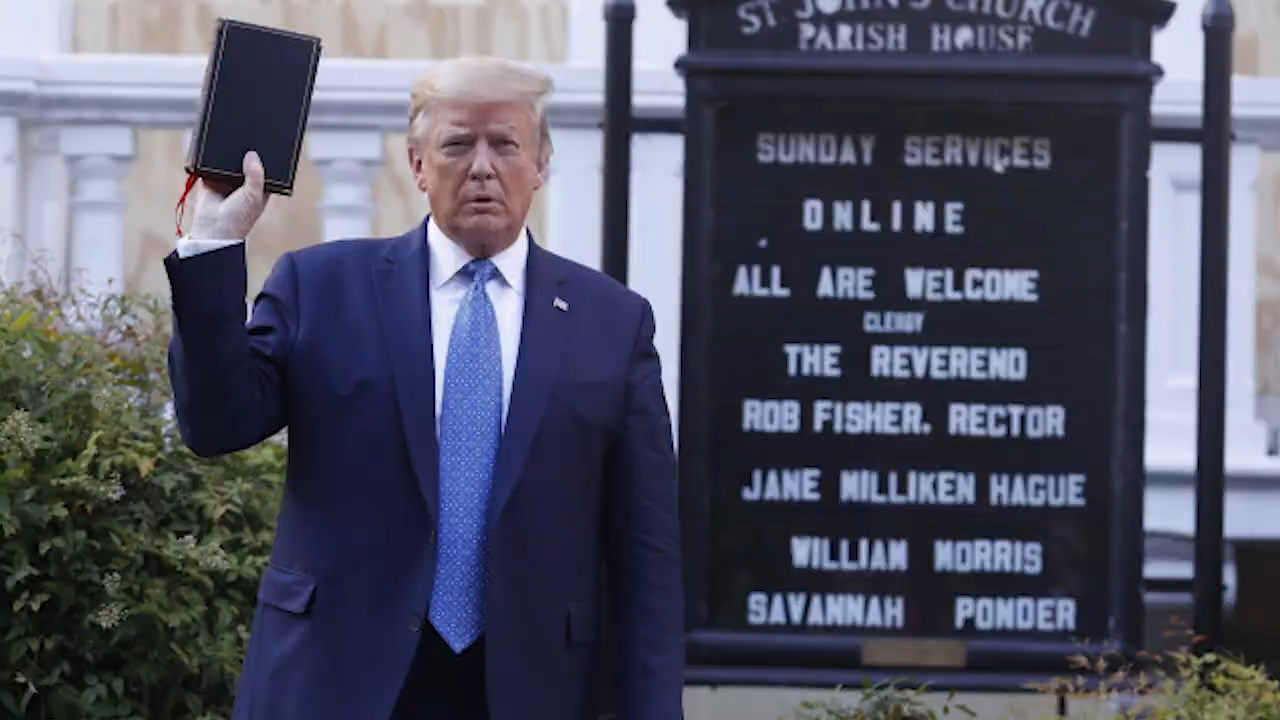 ST JOHN'S CHURCH
PARISH HOUSE
SUNDAY SERVICES
ONLINE
ALL ARE WELCOME
CLERGY
THE REVEREND
ROB FISHER. RECTOR
JANE MILLIKEN HAGUE
WILLIAM MORRIS
SAVANNAH PONDER